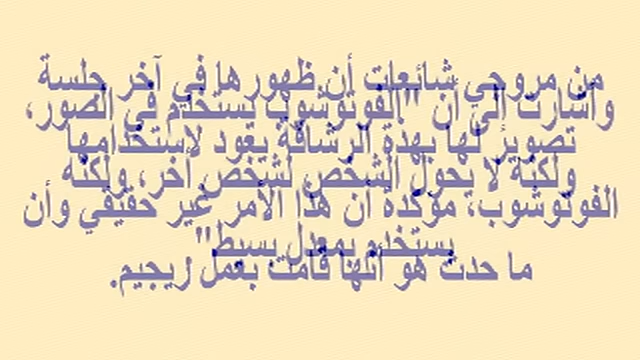 من مروجي شائعات أن ظهورها في آخر جلسة
وأشارت إلى أن "الفوتوشوب يستخدم في الصور،
تصوير لها بهذة الرشاقة يعود لاستخدامها
ولكنه لا يحول الشخص لشخص آخر، ولكنه
الفوتوشوب، مؤكدة أن هذا الأمر غير حقيقي وأن
يستخدم بمعدل بسيط"
ما حدث هو أنها قامت بعمل ريجيم.